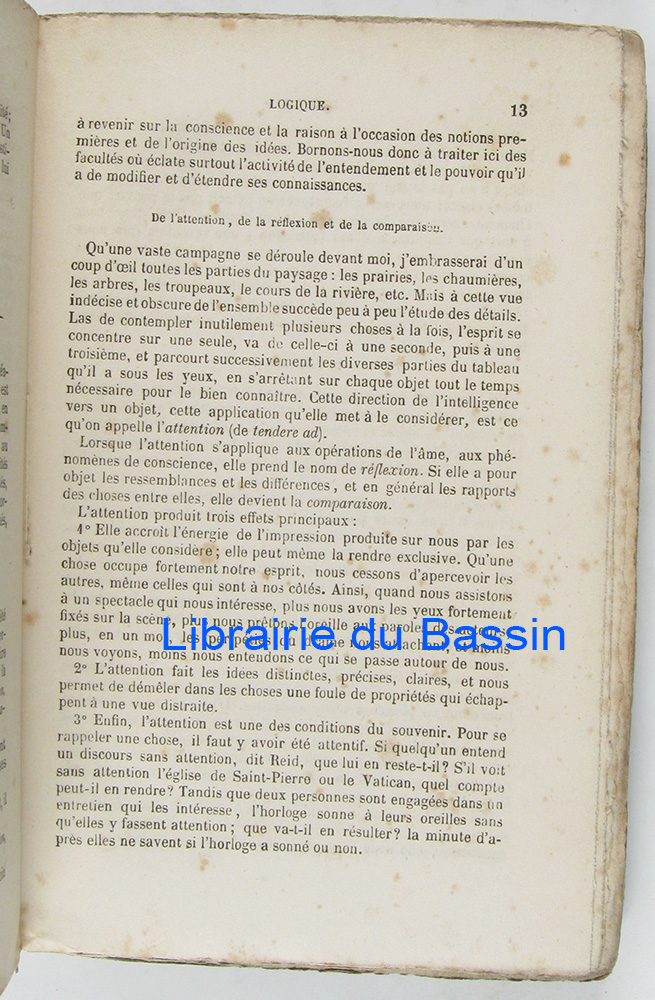 LOGIQUE. 13
à revenir sur la conscience et la raison à l'occasion des notions pre-
mières et de l'origine des idées. Bornons-nous donc à traiter ici des
facultés où éclate surtout l'activité de l'entendement et le pouvoir qu'il
a de modifier et d'étendre ses connaissances.
De l'attention, de la réflexion et de la comparaison.
Qu'une vaste campagne se déroule devant moi, j'embrasserai d'un
coup d'œil toutes les parties du paysage : les prairies, les chaumières,
les arbres, les troupeaux, le cours de la rivière, etc. Mais à cette vue
indécise et obscure de l'ensemble succède peu à peu l'étude des détails.
Las de contempler inutilement plusieurs choses à la fois, l'esprit se
concentre sur une seule, va de celle-ci à une seconde, puis à une
troisième, et parcourt successivement les diverses parties du tableau
qu'il a sous les yeux, en s'arrêtant sur chaque objet tout le temps
nécessaire pour le bien connaître. Cette direction de l'intelligence
vers un objet, cette application qu'elle met à le considérer, est ce
qu'on appelle l'attention (de tendere ad).
Lorsque l'attention s'applique aux opérations de l'âme, aux phé-
nomènes de conscience, elle prend le nom de réflexion. Si elle a pour
objet les ressemblances et les différences, et en général les rapports
des choses entre elles, elle devient la comparaison.
L'attention produit trois effets principaux :
1° Elle accroît l'énergie de l'impression produite sur nous par les
objets qu'elle considère ; elle peut même la rendre exclusive. Qu'une
chose occupe fortement notre esprit, nous cessons d'apercevoir les
autres, même celles qui sont à nos côtés. Ainsi, quand nous assistons
à un spectacle qui nous intéresse, plus nous avons les yeux fortement
fixés sur la scène, plus nous prêtons l'oreille aux paroles des acteurs,
plus, en un mot, les péripéties du drame nous attachent, et moins
nous voyons, moins nous entendons ce qui se passe autour de nous.
2° L'attention fait les idées distinctes, précises, claires, et nous
permet de démêler dans les choses une foule de propriétés qui échap-
pent à une vue distraite.
3° Enfin, l'attention est une des conditions du souvenir. Pour se
rappeler une chose, il faut y avoir été attentif. Si quelqu'un entend
un discours sans attention, dit Reid, que lui en reste-t-il? S'il voit
sans attention l'église de Saint-Pierre ou le Vatican, quel compte
peut-il en rendre? Tandis que deux personnes sont engagées dans un
entretien qui les intéresse, l'horloge sonne à leurs oreilles sans
qu'elles y fassent attention ; que va-t-il en résulter? la minute d'a-
près elles ne savent si l'horloge a sonné ou non.
Librairie du Bassin